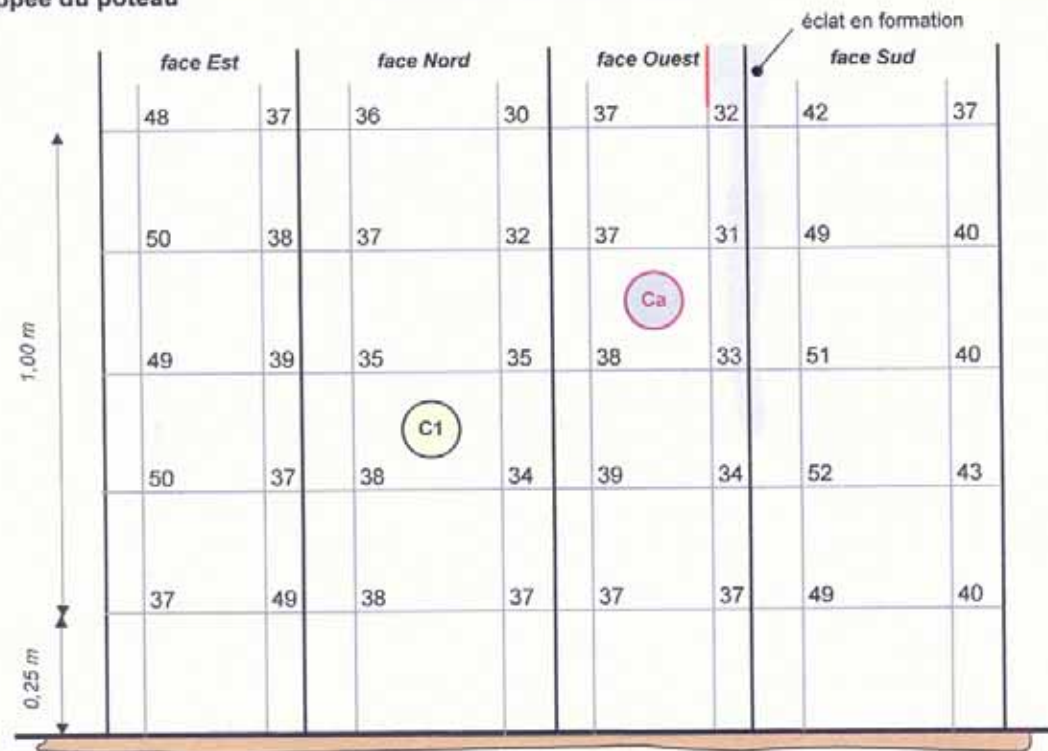 éclat en formation
face Est face Nord face Ouest face Sud
48 37 36 30 37 32 42 37
50 38 37 32 37 31 49 40
Ca
1,00 m
49 39 35 35 38 33 51 40
C1
50 37 38 34 39 34 52 43
37 49 38 37 37 37 49 40
0,25 m